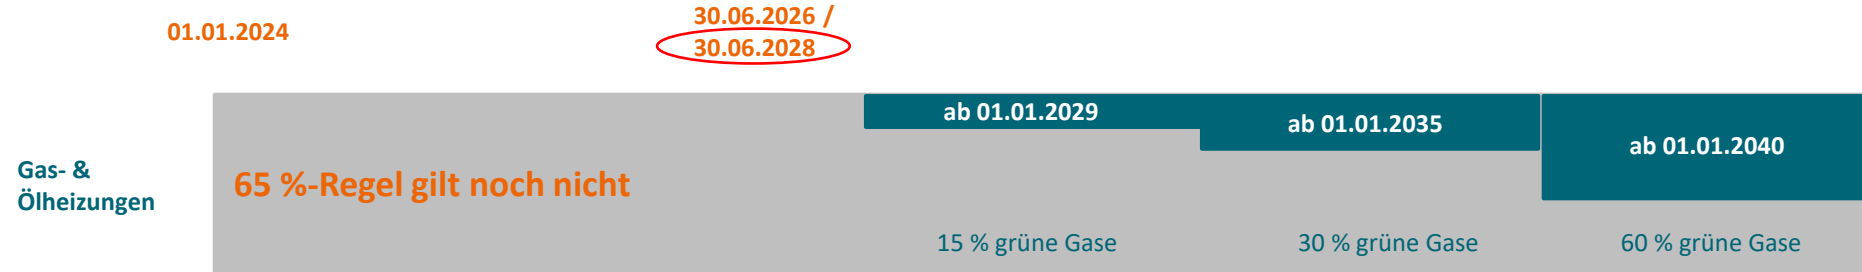 01.01.2024
30.06.2026 /
30.06.2028
ab 01.01.2029
ab 01.01.2035
ab 01.01.2040
Gas- &
Ölheizungen
65 %-Regel gilt noch nicht
15 % grüne Gase
30 % grüne Gase
60 % grüne Gase